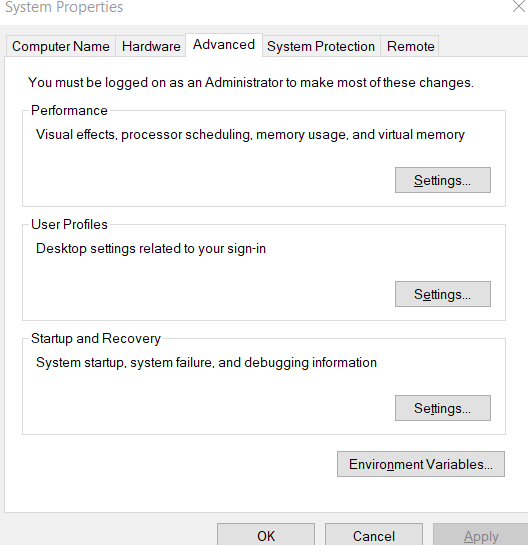 System Properties
Computer Name Hardware Advanced System Protection Remote
You must be logged on as an Administrator to make most of these changes.
Performance
Visual effects, processor scheduling, memory usage, and virtual memory
Settings...
User Profiles
Desktop settings related to your sign-in
Settings...
Startup and Recovery
System startup, system failure, and debugging information
Settings...
Environment Variables...
OK Cancel Apply